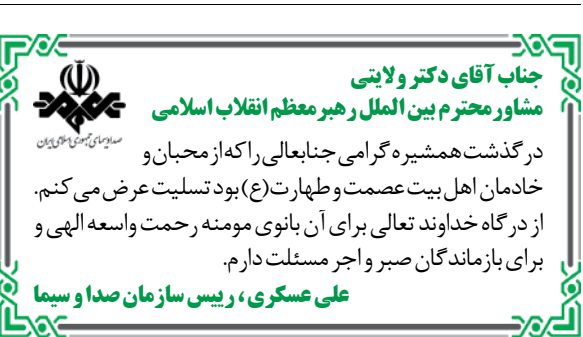 جناب آقای دکتر ولایتی
مشاور محترم بین الملل رهبر معظم انقلاب اسلامی
صدا و سیمای جمهوری اسلامی ایران
درگذشت همشیره گرامی جنابعالی را که از محبان و
خادمان اهل بیت عصمت و طهارت(ع) بود تسلیت عرض می کنم.
از درگاه خداوند تعالی برای آن بانوی مومنه رحمت واسعه الهی و
برای بازماندگان صبر و اجر مسئلت دارم.
علی عسکری ، رییس سازمان صدا و سیما